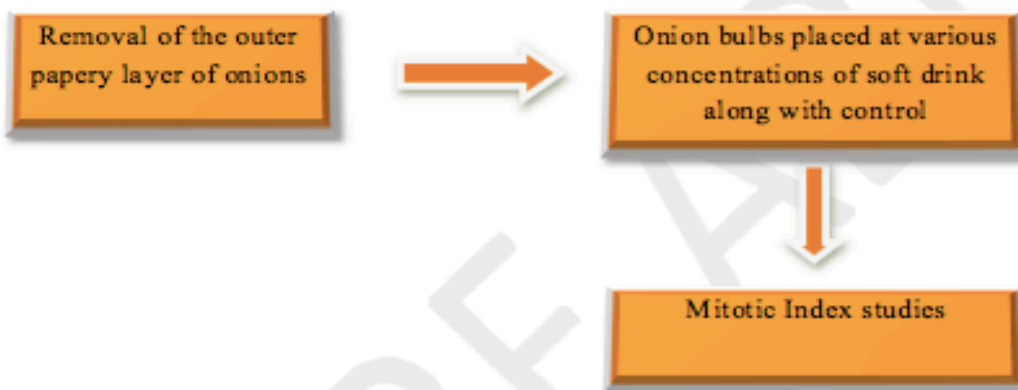 Removal of the outer
papery layer of onions
Onion bulbs placed at various
concentrations of soft drink
along with control
Mitotic Index studies